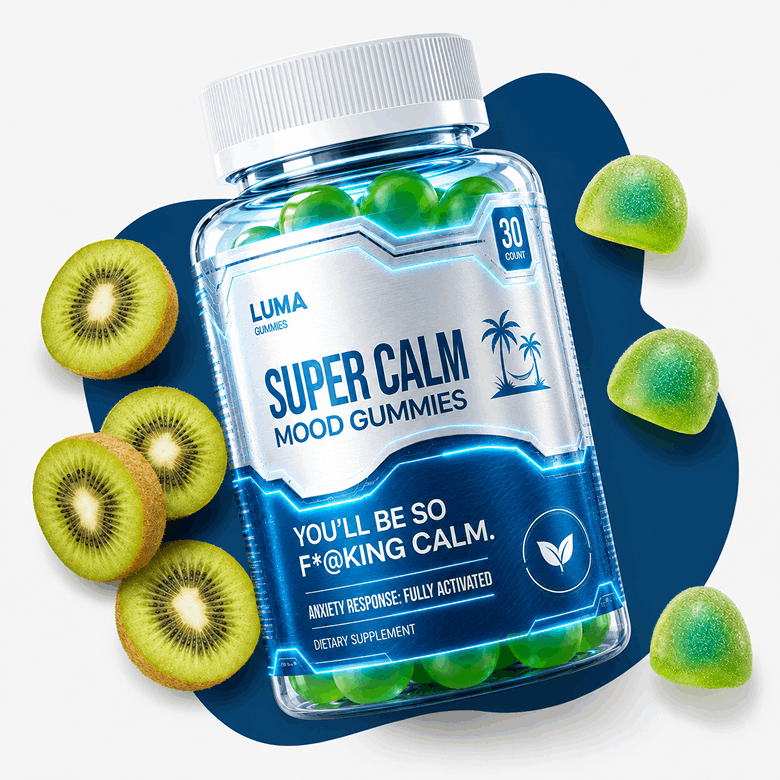 30
COUNT
LUMA
GUMMIES
SUPER CALM
MOOD GUMMIES
YOU'LL BE SO
F*@KING CALM.
ANXIETY RESPONSE: FULLY ACTIVATED
DIETARY SUPPLEMENT